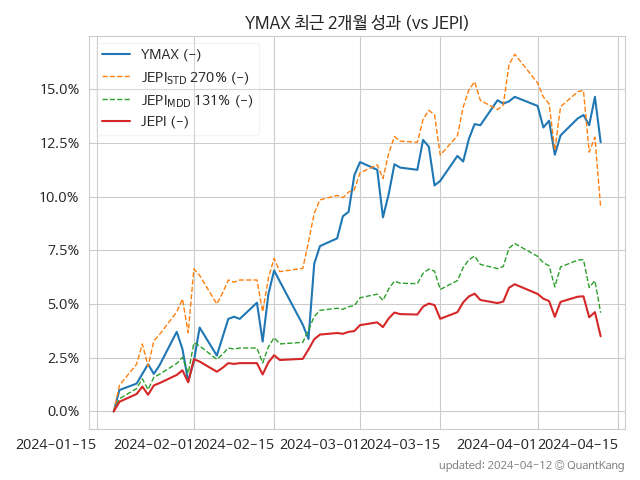 YMAX 최근 2개월 성과 (vs JEPI)
YMAX (-)
JEPI_STD 270% (-)
JEPI_MDD 131% (-)
JEPI (-)
15.0%
12.5%
10.0%
7.5%
5.0%
2.5%
0.0%
2024-01-15 2024-02-01 2024-02-15 2024-03-01 2024-03-15 2024-04-01 2024-04-15
updated: 2024-04-12 © QuantKang